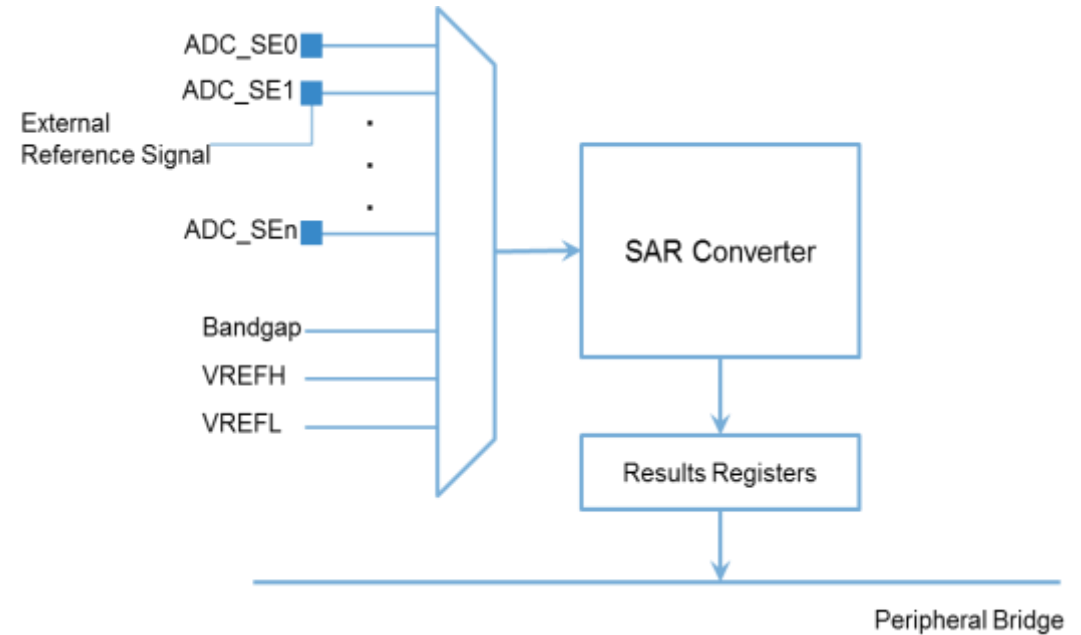 ADC_SE0
ADC_SE1
External
Reference Signal
ADC_SEn
SAR Converter
Bandgap
VREFH
VREFL
Results Registers
Peripheral Bridge